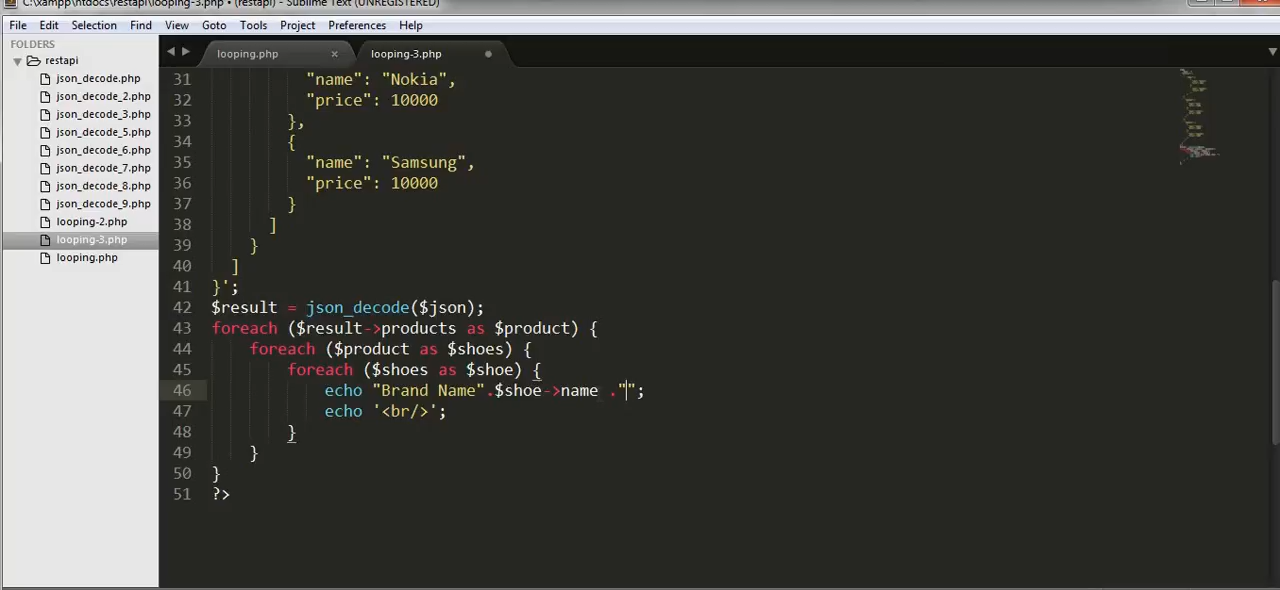 C:\xampp\htdocs\restapi\looping-3.php • (restapi) - Sublime Text (UNREGISTERED)
File Edit Selection Find View Goto Tools Project Preferences Help
FOLDERS
restapi
json_decode.php
json_decode_2.php
json_decode_3.php
json_decode_5.php
json_decode_6.php
json_decode_7.php
json_decode_8.php
json_decode_9.php
looping-2.php
looping-3.php
looping.php
looping.php × looping-3.php
31 "name": "Nokia",
32 "price": 10000
33 },
34 {
35 "name": "Samsung",
36 "price": 10000
37 }
38 ]
39 }
40 ]
41 }';
42 $result = json_decode($json);
43 foreach ($result->products as $product) {
44 foreach ($product as $shoes) {
45 foreach ($shoes as $shoe) {
46 echo "Brand Name".$shoe->name ."";
47 echo '<br/>';
48 }
49 }
50 }
51 ?>